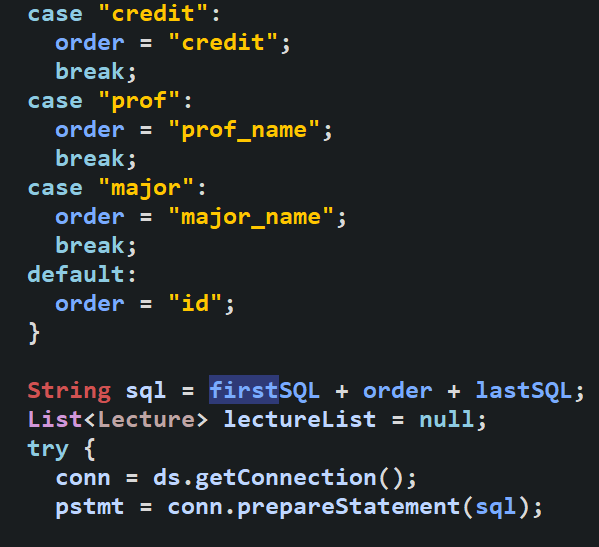 case "credit":
  order = "credit";
  break;
case "prof":
  order = "prof_name";
  break;
case "major":
  order = "major_name";
  break;
default:
  order = "id";
}
String sql = firstSQL + order + lastSQL;
List<Lecture> lectureList = null;
try {
  conn = ds.getConnection();
  pstmt = conn.prepareStatement(sql);